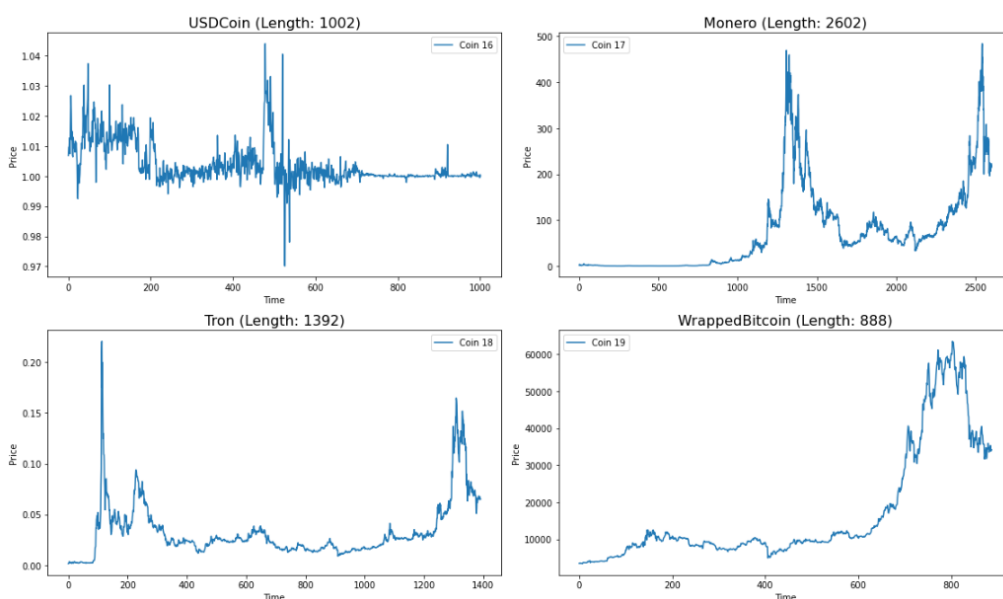 USDCoin (Length: 1002)
Coin 16
Price
1.04
1.03
1.02
1.01
1.00
0.99
0.98
0.97
0 200 400 600 800 1000
Time
Monero (Length: 2602)
Coin 17
Price
500
400
300
200
100
0
0 500 1000 1500 2000 2500
Time
Tron (Length: 1392)
Coin 18
Price
0.20
0.15
0.10
0.05
0.00
0 200 400 600 800 1000 1200 1400
Time
WrappedBitcoin (Length: 888)
Coin 19
Price
60000
50000
40000
30000
20000
10000
0 200 400 600 800
Time